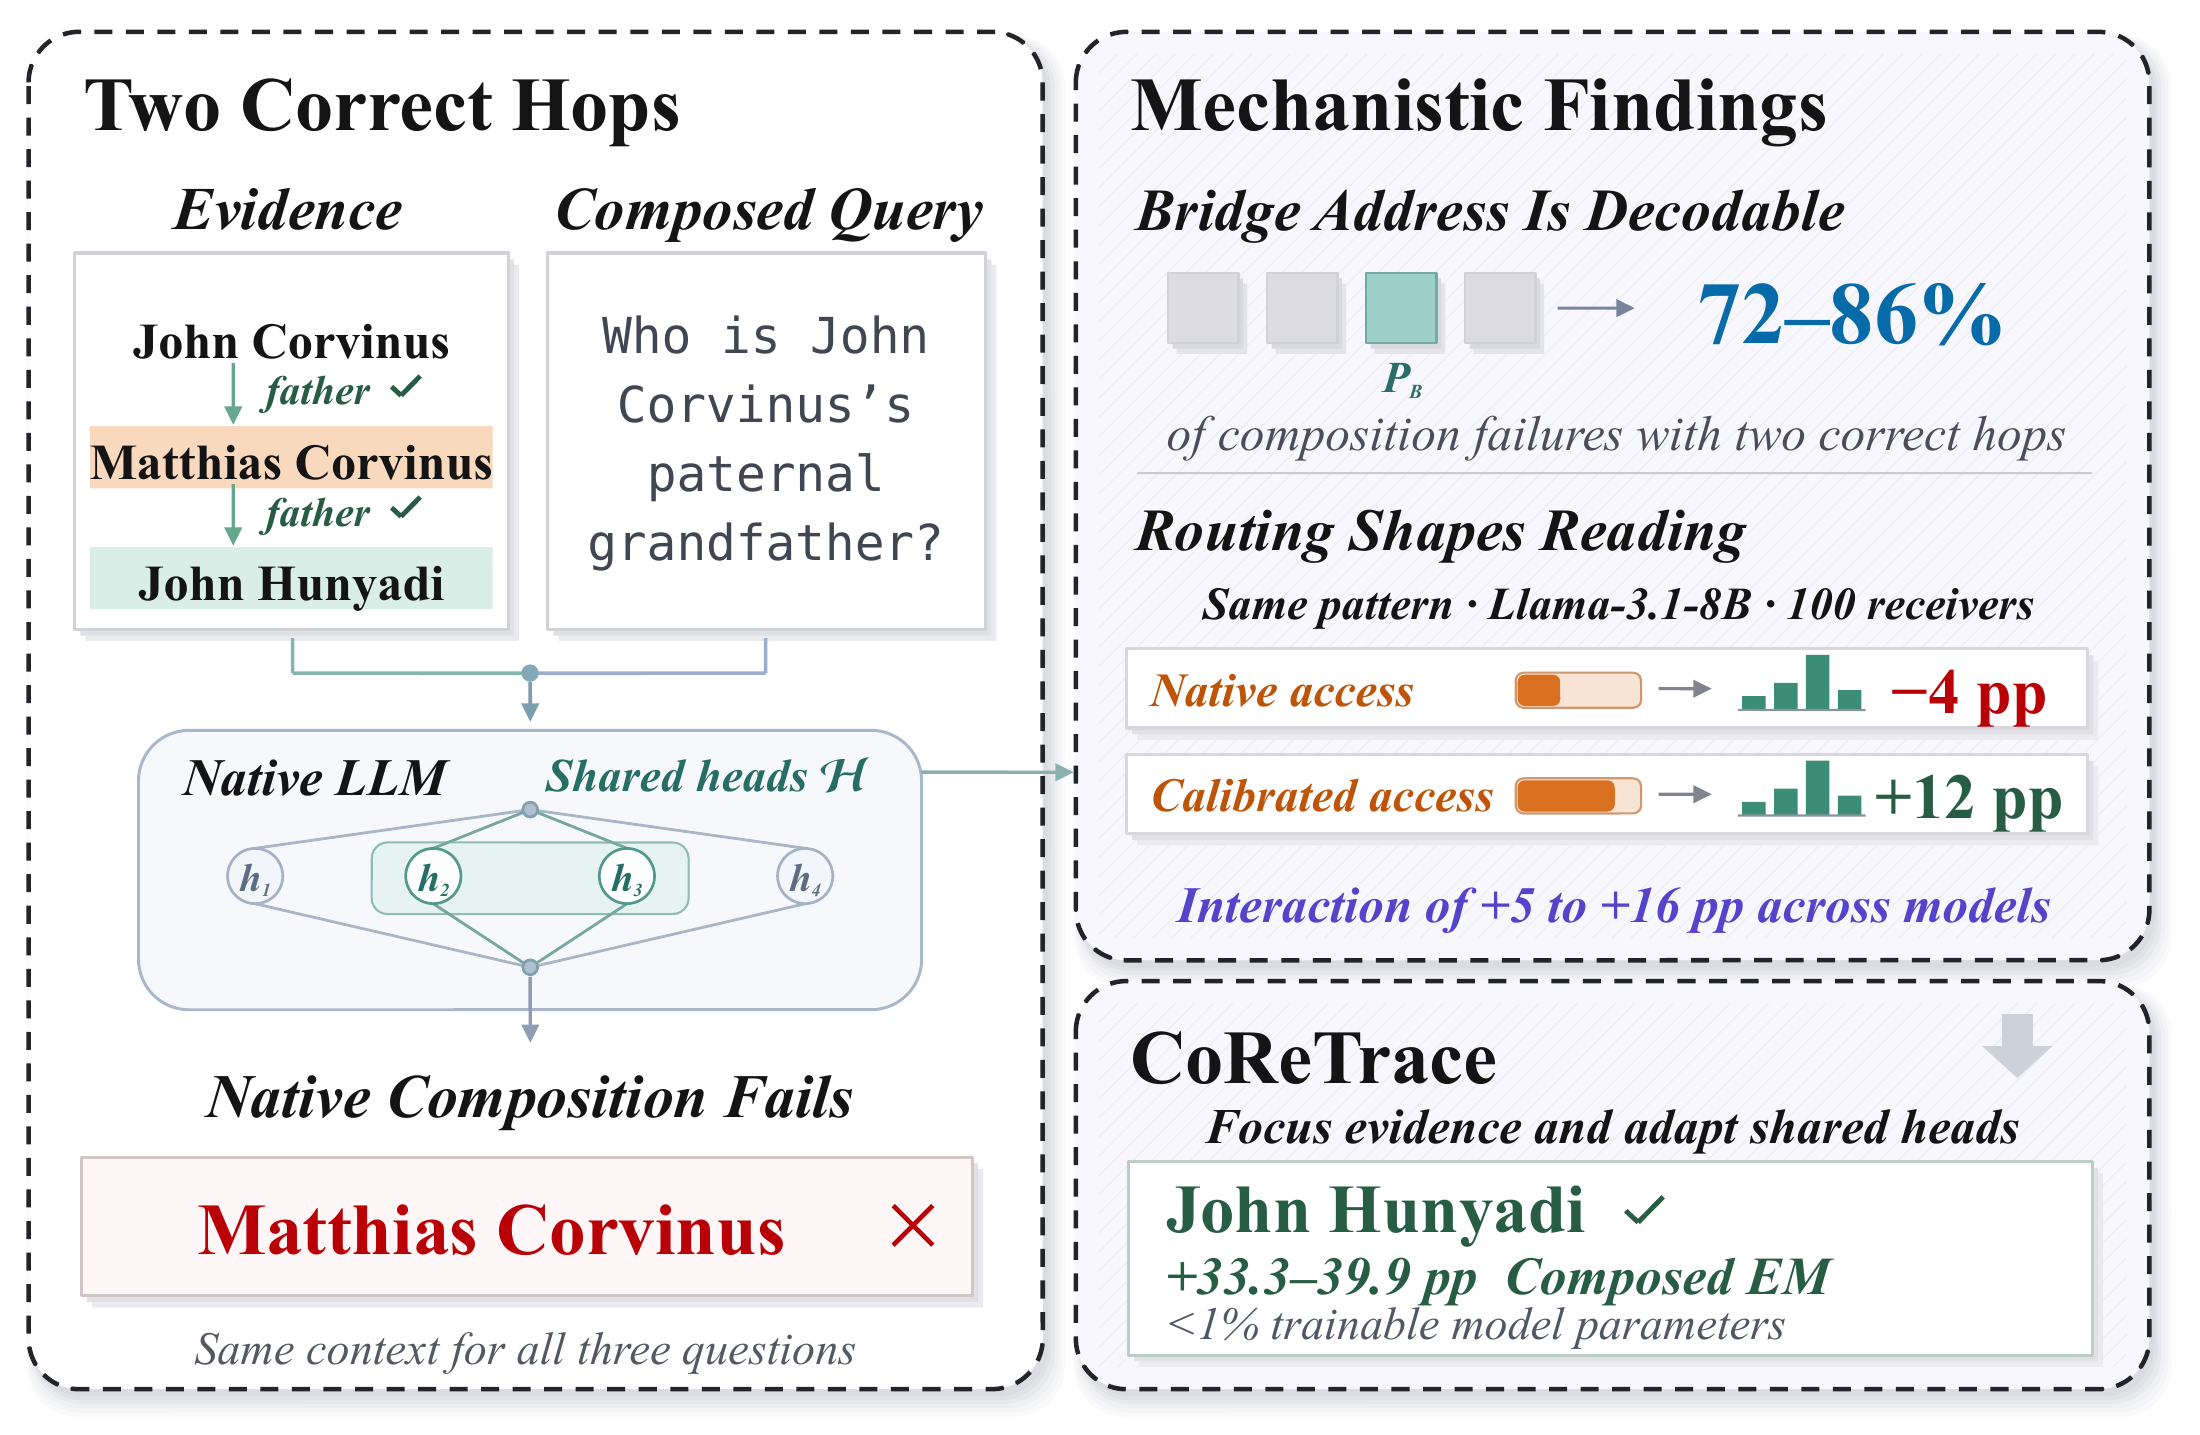 Two Correct Hops
Evidence
John Corvinus
father ✓
Matthias Corvinus
father ✓
John Hunyadi
Composed Query
Who is John
Corvinus’s
paternal
grandfather?
Native LLM
Shared heads ℋ
h₁
h₂
h₃
h₄
Native Composition Fails
Matthias Corvinus ×
Same context for all three questions
Mechanistic Findings
Bridge Address Is Decodable
P_B
72–86%
of composition failures with two correct hops
Routing Shapes Reading
Same pattern · Llama-3.1-8B · 100 receivers
Native access −4 pp
Calibrated access +12 pp
Interaction of +5 to +16 pp across models
CoReTrace
Focus evidence and adapt shared heads
John Hunyadi ✓
+33.3–39.9 pp Composed EM
<1% trainable model parameters